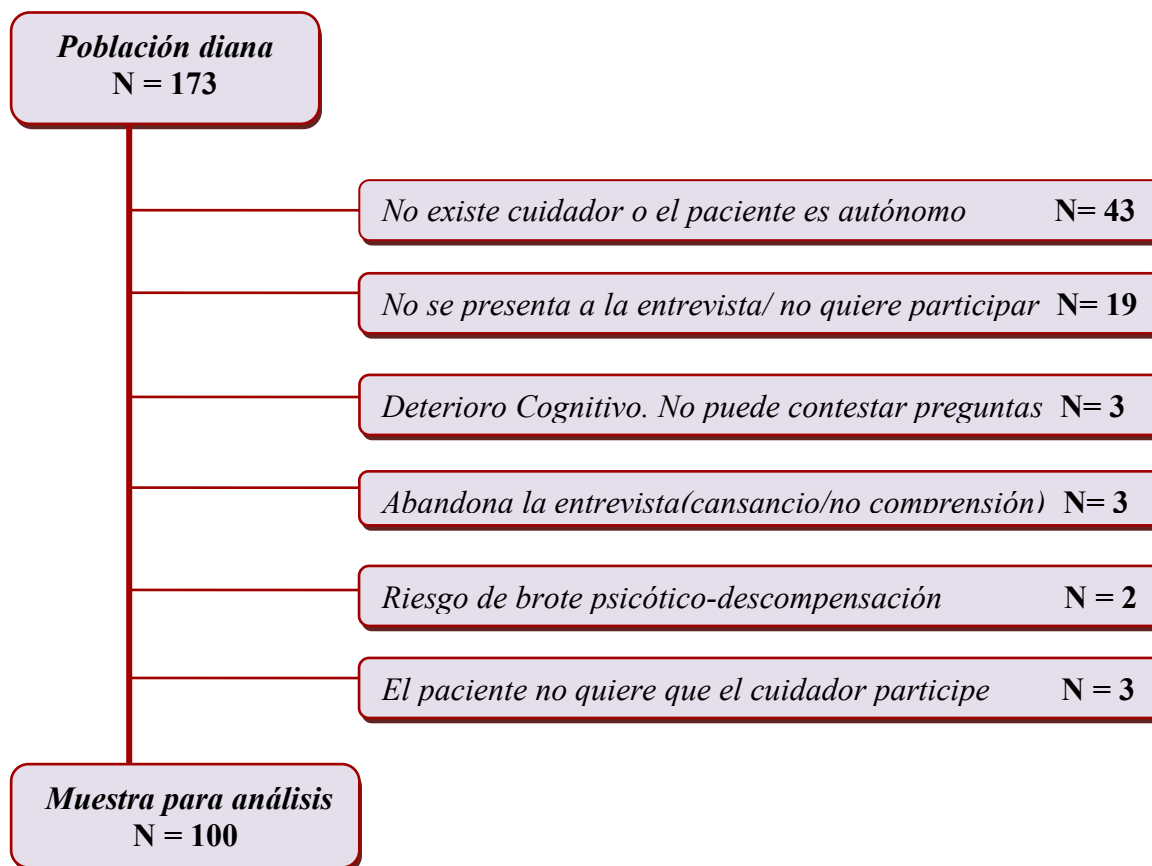 Población diana
N = 173
No existe cuidador o el paciente es autónomo N= 43
No se presenta a la entrevista/ no quiere participar N= 19
Deterioro Cognitivo. No puede contestar preguntas N= 3
Abandona la entrevista(cansancio/no comprensión) N= 3
Riesgo de brote psicótico-descompensación N = 2
El paciente no quiere que el cuidador participe N = 3
Muestra para análisis
N = 100